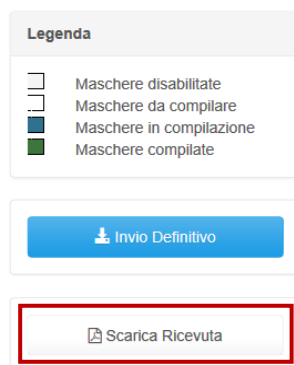 Legenda
Maschere disabilitate
Maschere da compilare
Maschere in compilazione
Maschere compilate
Invio Definitivo
Scarica Ricevuta